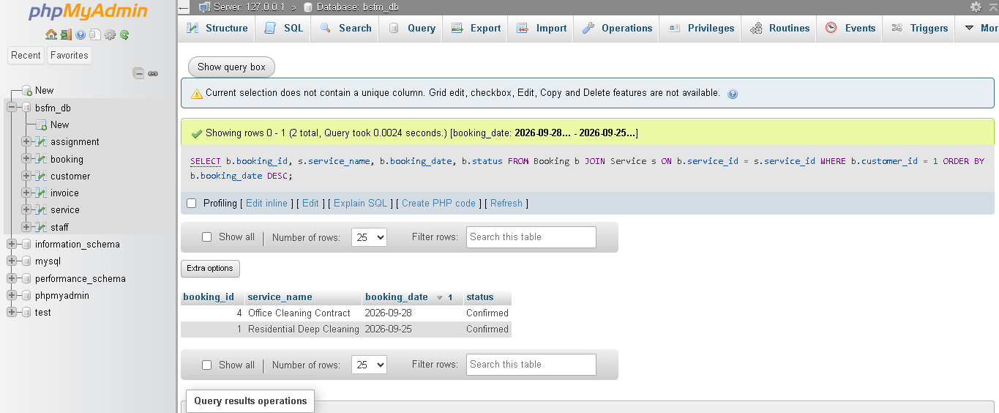 phpMyAdmin
Recent Favorites
New
bsfm_db
New
assignment
booking
customer
invoice
service
staff
information_schema
mysql
performance_schema
phpmyadmin
test
Server: 127.0.0.1 » Database: bsfm_db
Structure SQL Search Query Export Import Operations Privileges Routines Events Triggers Mor
Show query box
Current selection does not contain a unique column. Grid edit, checkbox, Edit, Copy and Delete features are not available.
Showing rows 0 - 1 (2 total, Query took 0.0024 seconds.) [booking_date: 2026-09-28... - 2026-09-25...]
SELECT b.booking_id, s.service_name, b.booking_date, b.status FROM Booking b JOIN Service s ON b.service_id = s.service_id WHERE b.customer_id = 1 ORDER BY
b.booking_date DESC;
Profiling [ Edit inline ] [ Edit ] [ Explain SQL ] [ Create PHP code ] [ Refresh ]
Show all | Number of rows: 25 Filter rows: Search this table
Extra options
booking_id service_name booking_date 1 status
4 Office Cleaning Contract 2026-09-28 Confirmed
1 Residential Deep Cleaning 2026-09-25 Confirmed
Show all | Number of rows: 25 Filter rows: Search this table
Query results operations